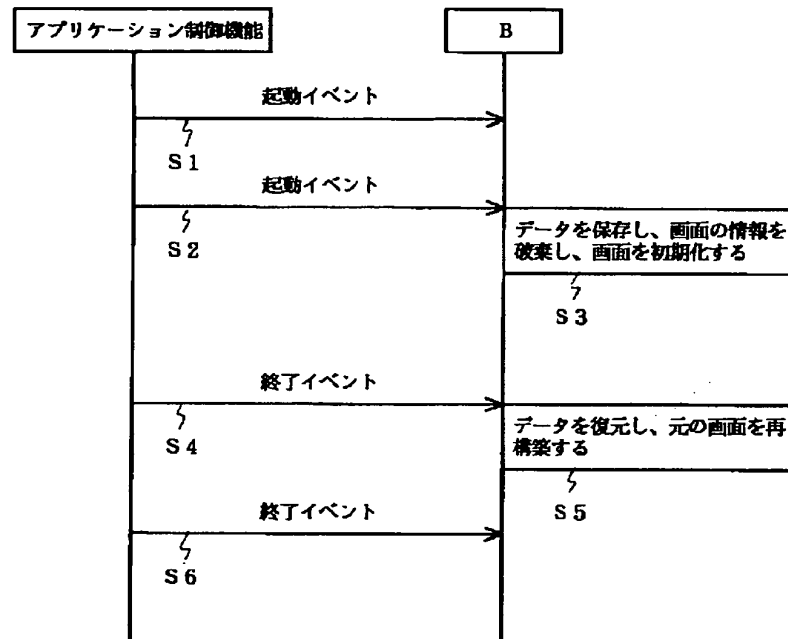 アプリケーション制御機能
B
起動イベント
S1
起動イベント
S2
データを保存し、画面の情報を
破棄し、画面を初期化する
S3
終了イベント
S4
データを復元し、元の画面を再
構築する
S5
終了イベント
S6